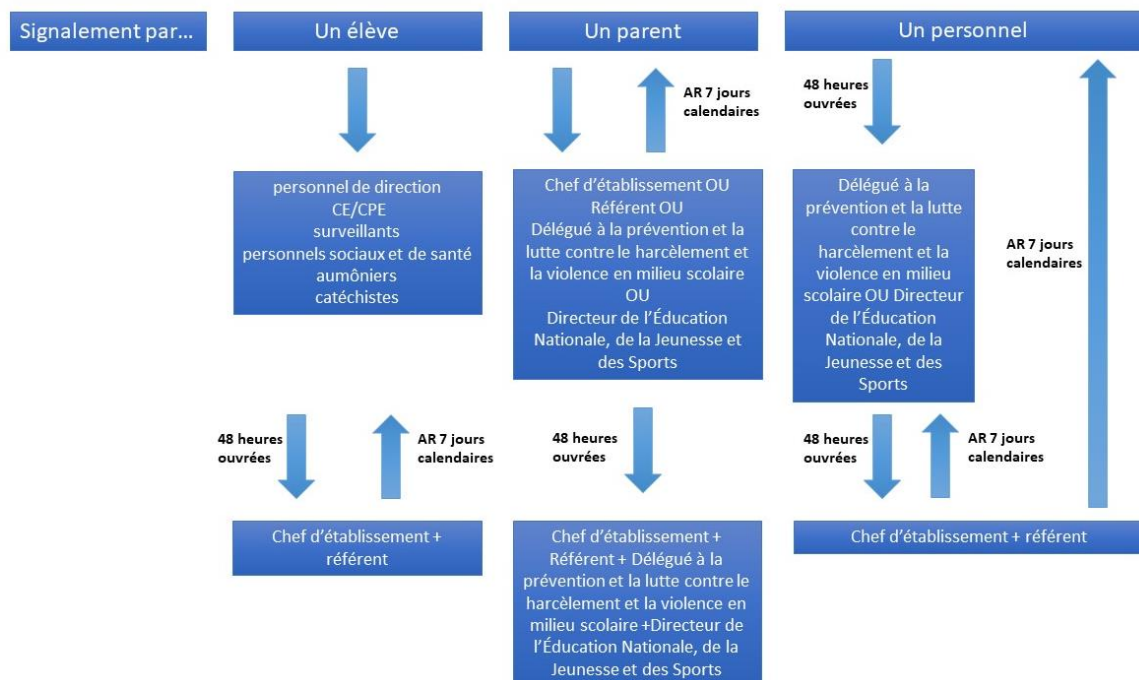 Signalement par...
Un élève
Un parent
Un personnel
AR 7 jours
calendaires
48 heures
ouvrées
personnel de direction
CE/CPE
surveillants
personnels sociaux et de santé
aumôniers
catéchistes
Chef d'établissement OU
Référent OU
Délégué à la prévention et la
lutte contre le harcèlement et
la violence en milieu scolaire
OU
Directeur de l'Éducation
Nationale, de la Jeunesse et
des Sports
Délégué à la
prévention et la lutte
contre le
harcèlement et la
violence en milieu
scolaire OU Directeur
de l'Éducation
Nationale, de la
Jeunesse et des
Sports
AR 7 jours
calendaires
48 heures
ouvrées
AR 7 jours
calendaires
48 heures
ouvrées
48 heures
ouvrées
AR 7 jours
calendaires
Chef d'établissement +
référent
Chef d'établissement +
Référent + Délégué à la
prévention et la lutte contre le
harcèlement et la violence en
milieu scolaire +Directeur de
l'Éducation Nationale, de la
Jeunesse et des Sports
Chef d'établissement + référent